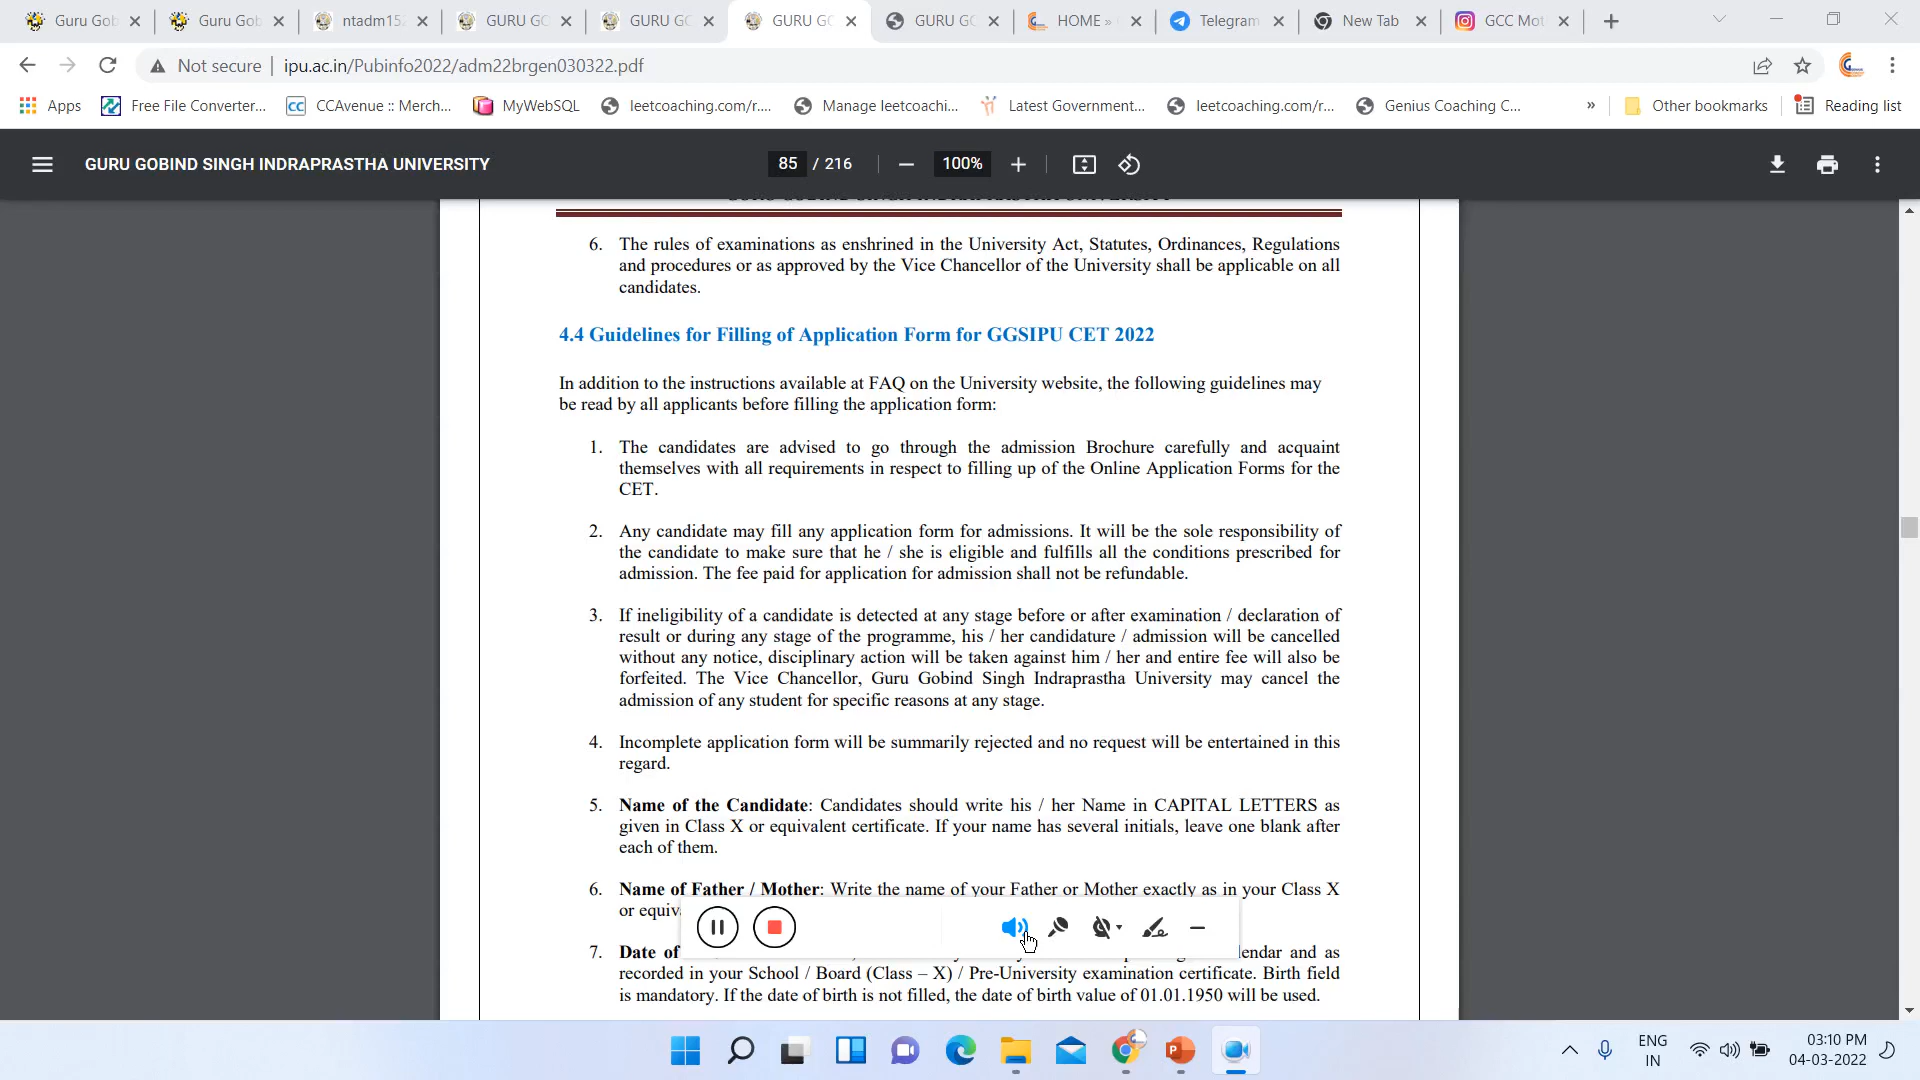 Guru Gob
Guru Gob
ntadm152
GURU GO
GURU GO
GURU GO
GURU GO
HOME »
Telegram
New Tab
GCC Mot
Not secure
ipu.ac.in/Pubinfo2022/adm22brgen030322.pdf
Apps
Free File Converter...
CCAvenue :: Merch...
MyWebSQL
leetcoaching.com/r....
Manage leetcoachi...
Latest Government...
leetcoaching.com/r...
Genius Coaching C...
»
Other bookmarks
Reading list
GURU GOBIND SINGH INDRAPRASTHA UNIVERSITY
85 / 216
100%
GURU GOBIND SINGH INDRAPRASTHA UNIVERSITY
6. The rules of examinations as enshrined in the University Act, Statutes, Ordinances, Regulations
and procedures or as approved by the Vice Chancellor of the University shall be applicable on all
candidates.
4.4 Guidelines for Filling of Application Form for GGSIPU CET 2022
In addition to the instructions available at FAQ on the University website, the following guidelines may
be read by all applicants before filling the application form:
1. The candidates are advised to go through the admission Brochure carefully and acquaint
themselves with all requirements in respect to filling up of the Online Application Forms for the
CET.
2. Any candidate may fill any application form for admissions. It will be the sole responsibility of
the candidate to make sure that he / she is eligible and fulfills all the conditions prescribed for
admission. The fee paid for application for admission shall not be refundable.
3. If ineligibility of a candidate is detected at any stage before or after examination / declaration of
result or during any stage of the programme, his / her candidature / admission will be cancelled
without any notice, disciplinary action will be taken against him / her and entire fee will also be
forfeited. The Vice Chancellor, Guru Gobind Singh Indraprastha University may cancel the
admission of any student for specific reasons at any stage.
4. Incomplete application form will be summarily rejected and no request will be entertained in this
regard.
5. Name of the Candidate: Candidates should write his / her Name in CAPITAL LETTERS as
given in Class X or equivalent certificate. If your name has several initials, leave one blank after
each of them.
6. Name of Father / Mother: Write the name of your Father or Mother exactly as in your Class X
or equiv
7. Date of lendar and as
recorded in your School / Board (Class – X) / Pre-University examination certificate. Birth field
is mandatory. If the date of birth is not filled, the date of birth value of 01.01.1950 will be used.
ENG
IN
03:10 PM
04-03-2022